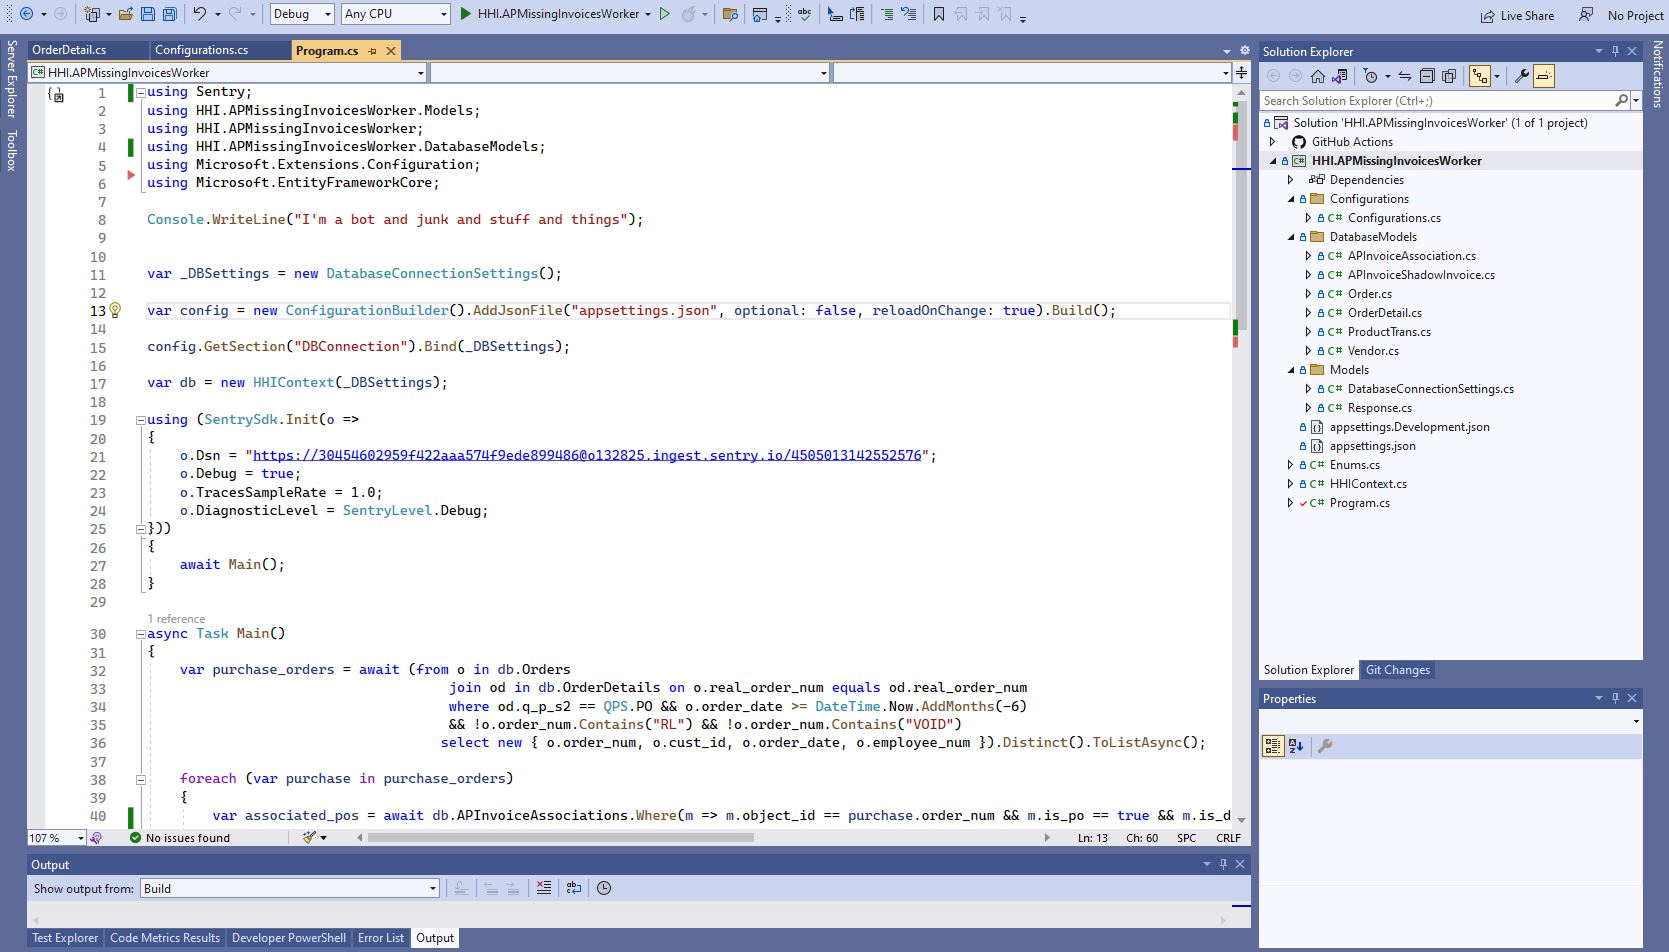 Debug
Any CPU
HHI.APMissingInvoicesWorker
Live Share
No Project
Server Explorer
Toolbox
Notifications
OrderDetail.cs
Configurations.cs
Program.cs
HHI.APMissingInvoicesWorker
1 using Sentry;
2 using HHI.APMissingInvoicesWorker.Models;
3 using HHI.APMissingInvoicesWorker;
4 using HHI.APMissingInvoicesWorker.DatabaseModels;
5 using Microsoft.Extensions.Configuration;
6 using Microsoft.EntityFrameworkCore;
7
8 Console.WriteLine("I'm a bot and junk and stuff and things");
9
10
11 var _DBSettings = new DatabaseConnectionSettings();
12
13 var config = new ConfigurationBuilder().AddJsonFile("appsettings.json", optional: false, reloadOnChange: true).Build();
14
15 config.GetSection("DBConnection").Bind(_DBSettings);
16
17 var db = new HHIContext(_DBSettings);
18
19 using (SentrySdk.Init(o =>
20 {
21 o.Dsn = "https://30454602959f422aaa574f9ede899486@o132825.ingest.sentry.io/4505013142552576";
22 o.Debug = true;
23 o.TracesSampleRate = 1.0;
24 o.DiagnosticLevel = SentryLevel.Debug;
25 }))
26 {
27 await Main();
28 }
29
1 reference
30 async Task Main()
31 {
32 var purchase_orders = await (from o in db.Orders
33 join od in db.OrderDetails on o.real_order_num equals od.real_order_num
34 where od.q_p_s2 == QPS.PO && o.order_date >= DateTime.Now.AddMonths(-6)
35 && !o.order_num.Contains("RL") && !o.order_num.Contains("VOID")
36 select new { o.order_num, o.cust_id, o.order_date, o.employee_num }).Distinct().ToListAsync();
37
38 foreach (var purchase in purchase_orders)
39 {
40 var associated_pos = await db.APInvoiceAssociations.Where(m => m.object_id == purchase.order_num && m.is_po == true && m.is_d
107 %
No issues found
Ln: 13
Ch: 60
SPC
CRLF
Output
Show output from:
Build
Test Explorer
Code Metrics Results
Developer PowerShell
Error List
Output
Solution Explorer
Search Solution Explorer (Ctrl+;)
Solution 'HHI.APMissingInvoicesWorker' (1 of 1 project)
GitHub Actions
HHI.APMissingInvoicesWorker
Dependencies
Configurations
C# Configurations.cs
DatabaseModels
C# APInvoiceAssociation.cs
C# APInvoiceShadowInvoice.cs
C# Order.cs
C# OrderDetail.cs
C# ProductTrans.cs
C# Vendor.cs
Models
C# DatabaseConnectionSettings.cs
C# Response.cs
appsettings.Development.json
appsettings.json
C# Enums.cs
C# HHIContext.cs
C# Program.cs
Solution Explorer
Git Changes
Properties